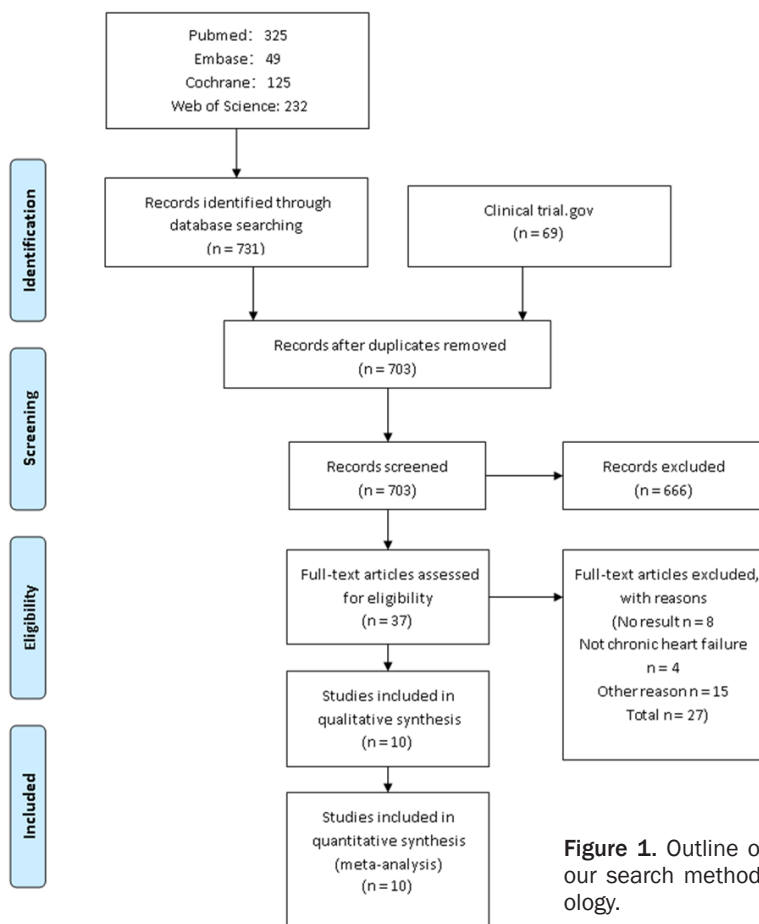 Pubmed: 325
Embase: 49
Cochrane: 125
Web of Science: 232
Identification
Records identified through
database searching
(n = 731)
Clinical trial.gov
(n = 69)
Records after duplicates removed
(n = 703)
Screening
Records screened
(n = 703)
Records excluded
(n = 666)
Eligibility
Full-text articles assessed
for eligibility
(n = 37)
Full-text articles excluded,
with reasons
(No result n = 8
Not chronic heart failure
n = 4
Other reason n = 15
Total n = 27)
Studies included in
qualitative synthesis
(n = 10)
Included
Studies included in
quantitative synthesis
(meta-analysis)
(n = 10)
Figure 1. Outline of
our search method-
ology.